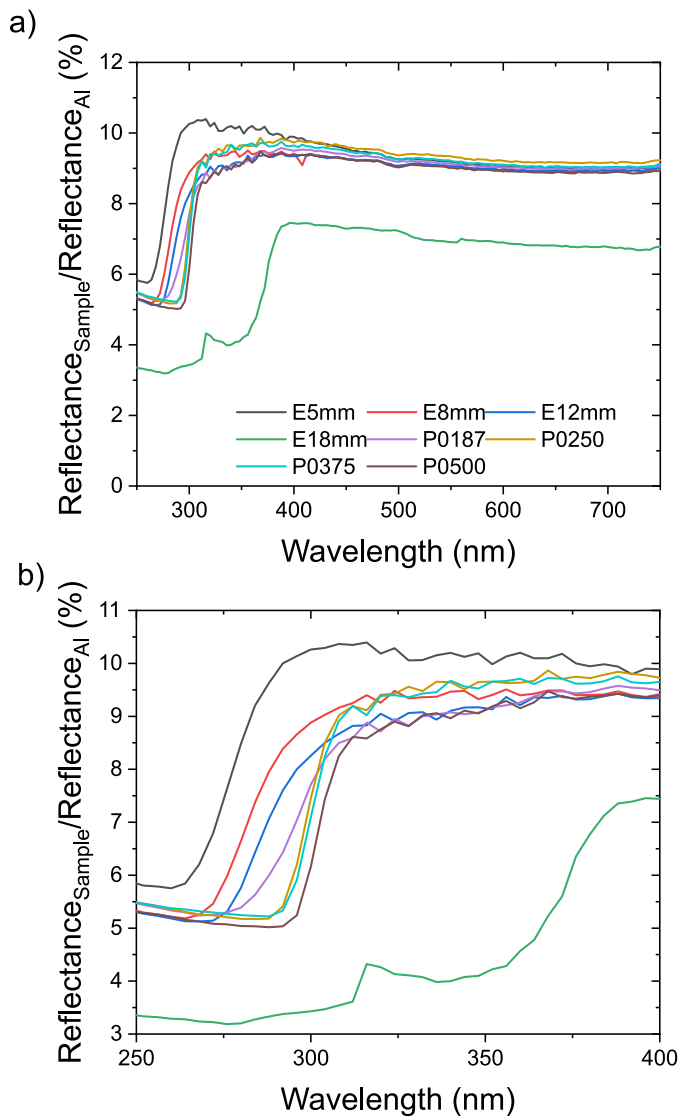 a)
Reflectance_Sample/Reflectance_Al (%)
12
10
8
6
4
2
0
E5mm E8mm E12mm
E18mm P0187 P0250
P0375 P0500
300 400 500 600 700
Wavelength (nm)
b)
Reflectance_Sample/Reflectance_Al (%)
11
10
9
8
7
6
5
4
3
250 300 350 400
Wavelength (nm)